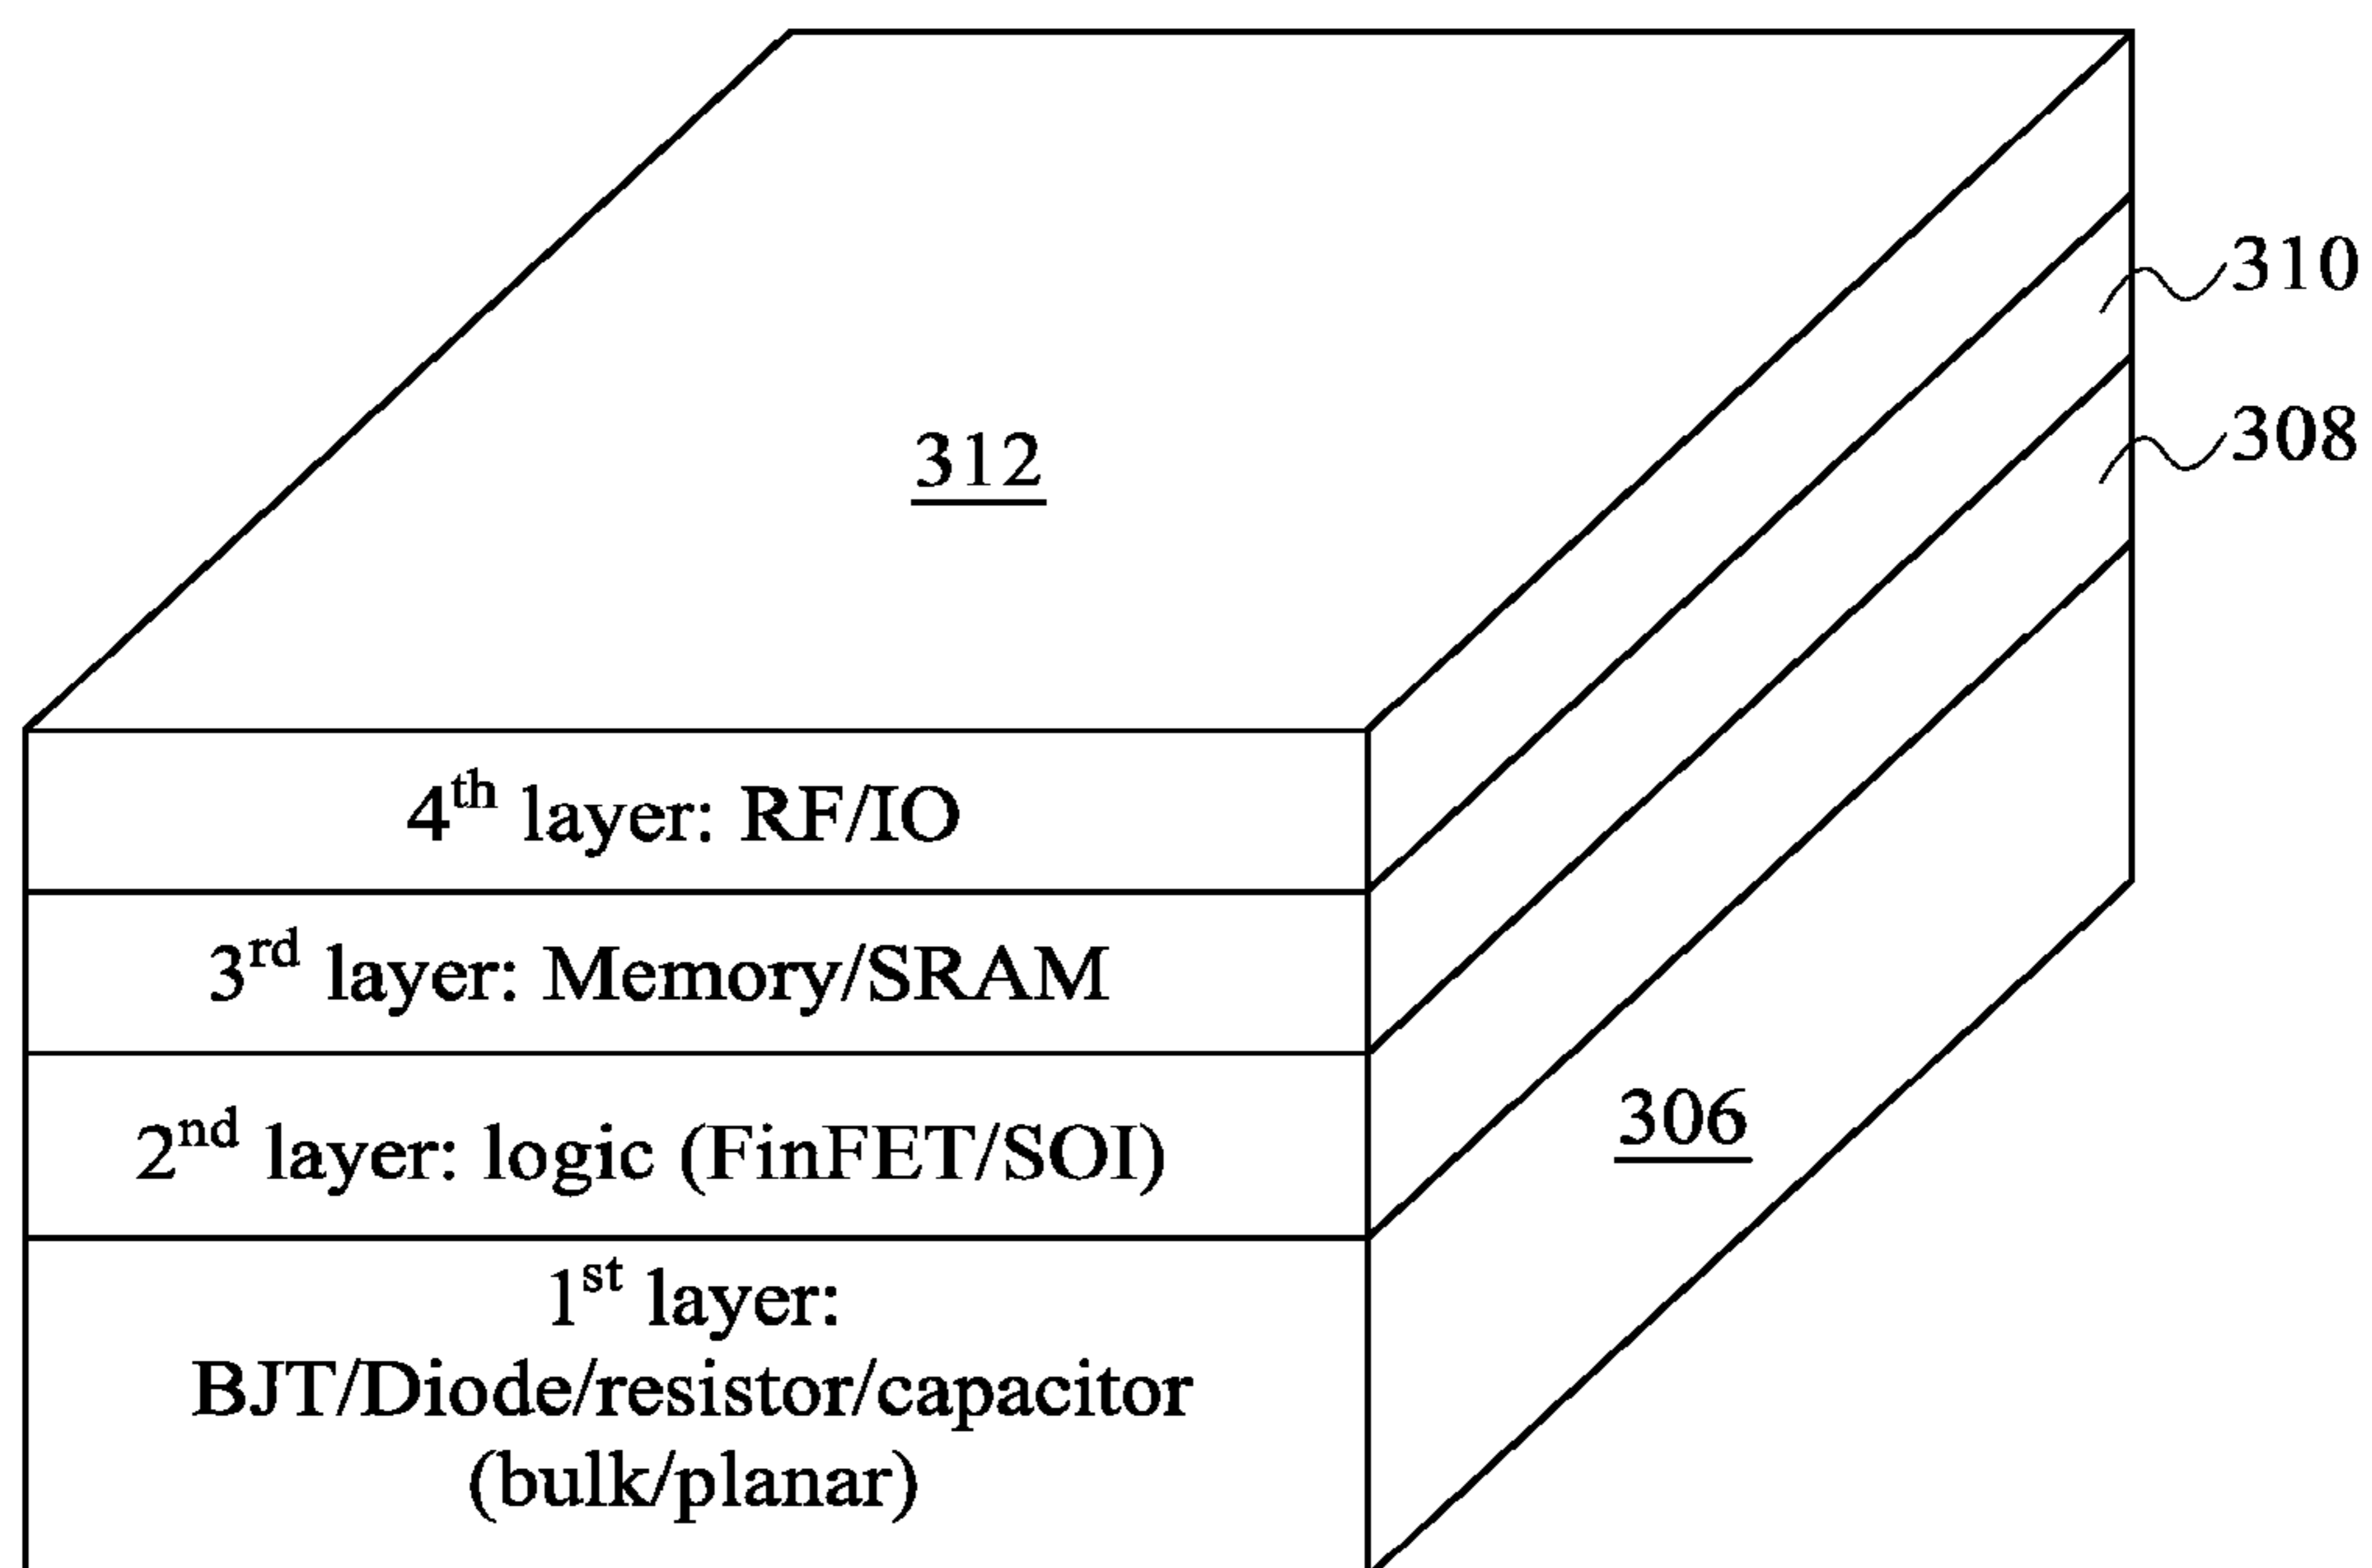 310
308
312
4th layer: RF/IO
3rd layer: Memory/SRAM
2nd layer: logic (FinFET/SOI)
306
1st layer:
BJT/Diode/resistor/capacitor
(bulk/planar)